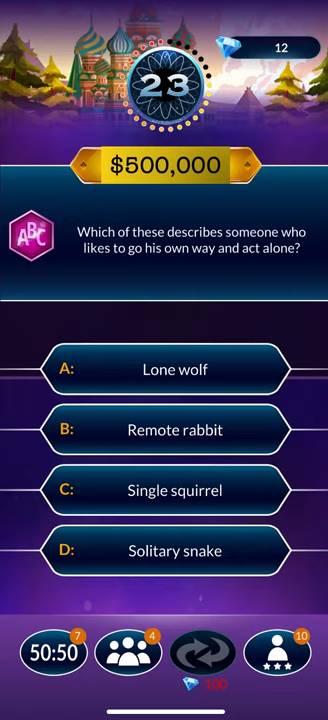 12
23
$500,000
ABC
Which of these describes someone who
likes to go his own way and act alone?
A: Lone wolf
B: Remote rabbit
C: Single squirrel
D: Solitary snake
7
4
10
50:50
100